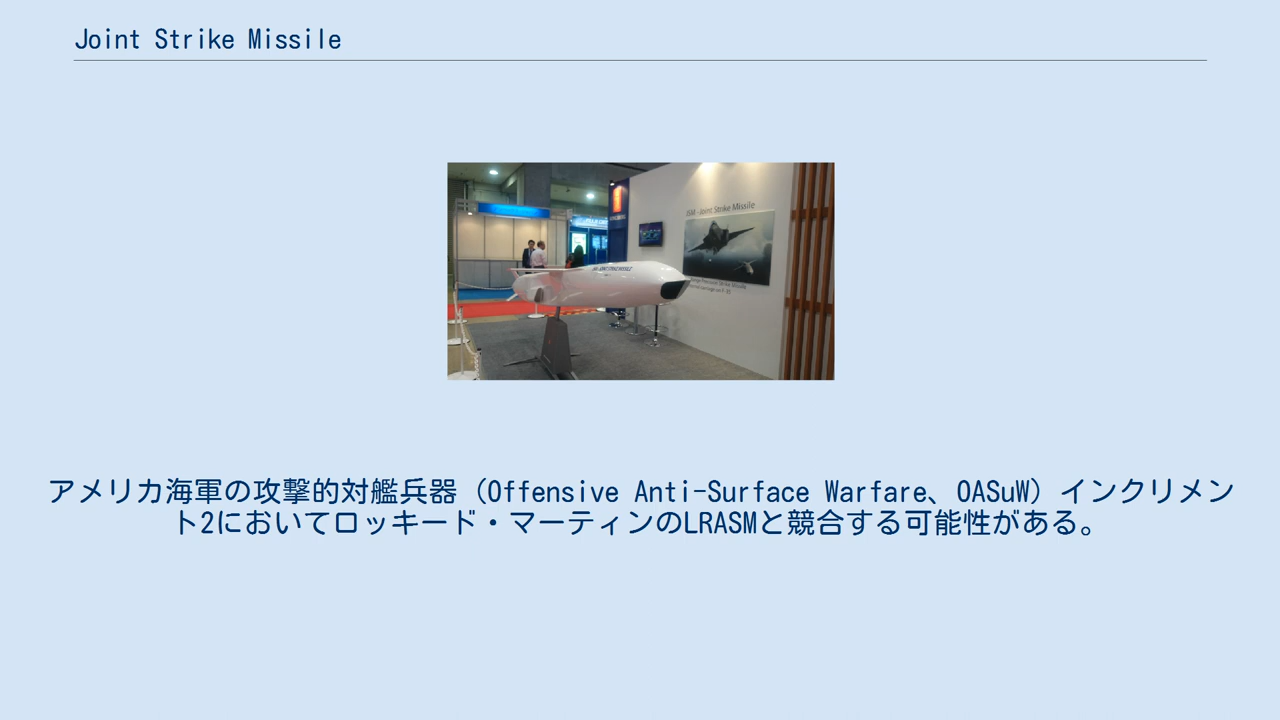 Joint Strike Missile
JSM - Joint Strike Missile
アメリカ海軍の攻撃的対艦兵器（Offensive Anti-Surface Warfare、OASuW）インクリメン
ト2においてロッキード・マーティンのLRASMと競合する可能性がある。